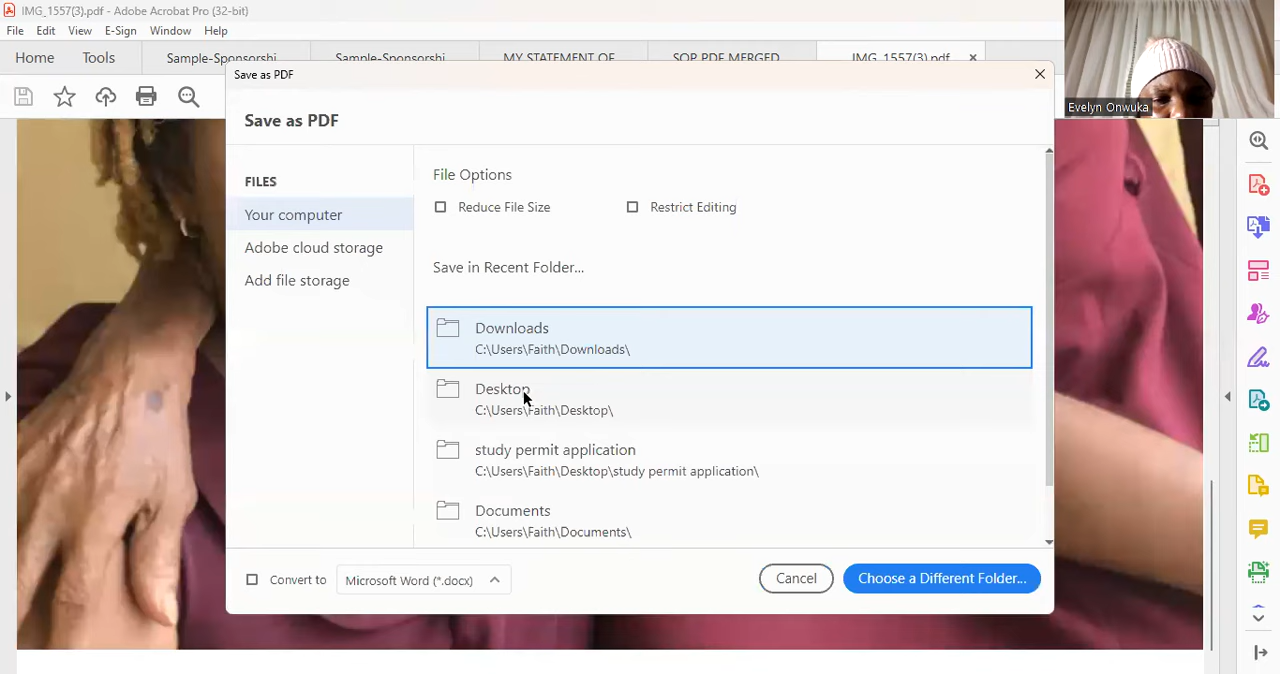 IMG_1557(3).pdf - Adobe Acrobat Pro (32-bit)
File Edit View E-Sign Window Help
Home Tools Sample-Sponsorshi... Sample-Sponsorshi... MY STATEMENT OF ... SOP PDF MERGED... IMG_1557(3).pdf ×
Evelyn Onwuka
Save as PDF
Save as PDF
FILES
Your computer
Adobe cloud storage
Add file storage
File Options
Reduce File Size Restrict Editing
Save in Recent Folder...
Downloads
C:\Users\Faith\Downloads\
Desktop
C:\Users\Faith\Desktop\
study permit application
C:\Users\Faith\Desktop\study permit application\
Documents
C:\Users\Faith\Documents\
Convert to Microsoft Word (*.docx)
Cancel Choose a Different Folder...